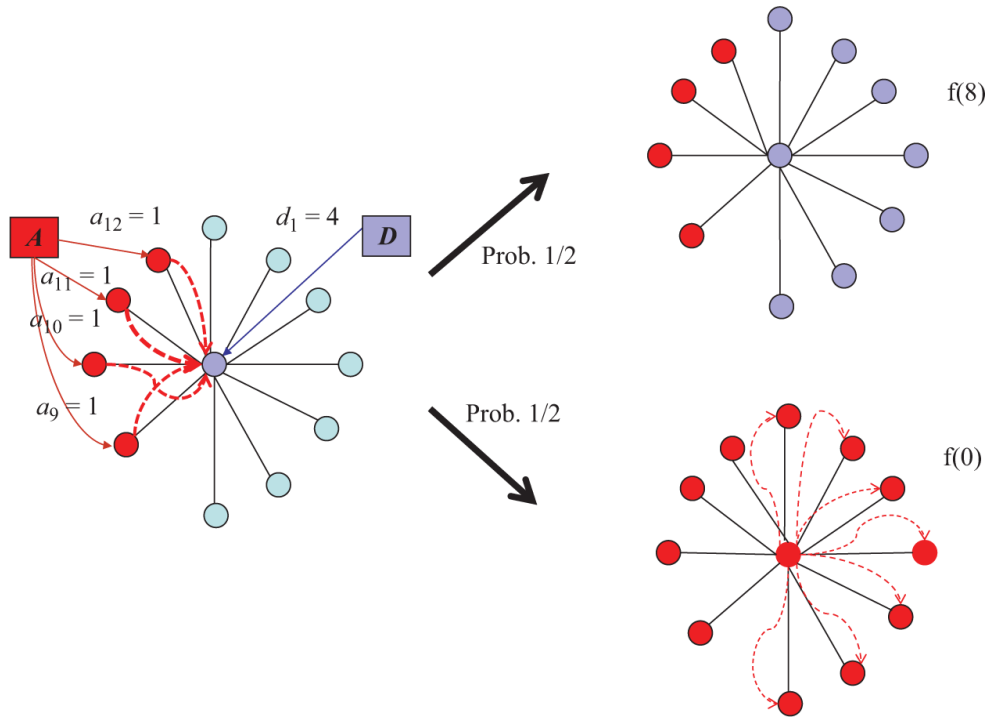 f(8)
a12 = 1
d1 = 4
A
D
Prob. 1/2
a11 = 1
a10 = 1
a9 = 1
Prob. 1/2
f(0)